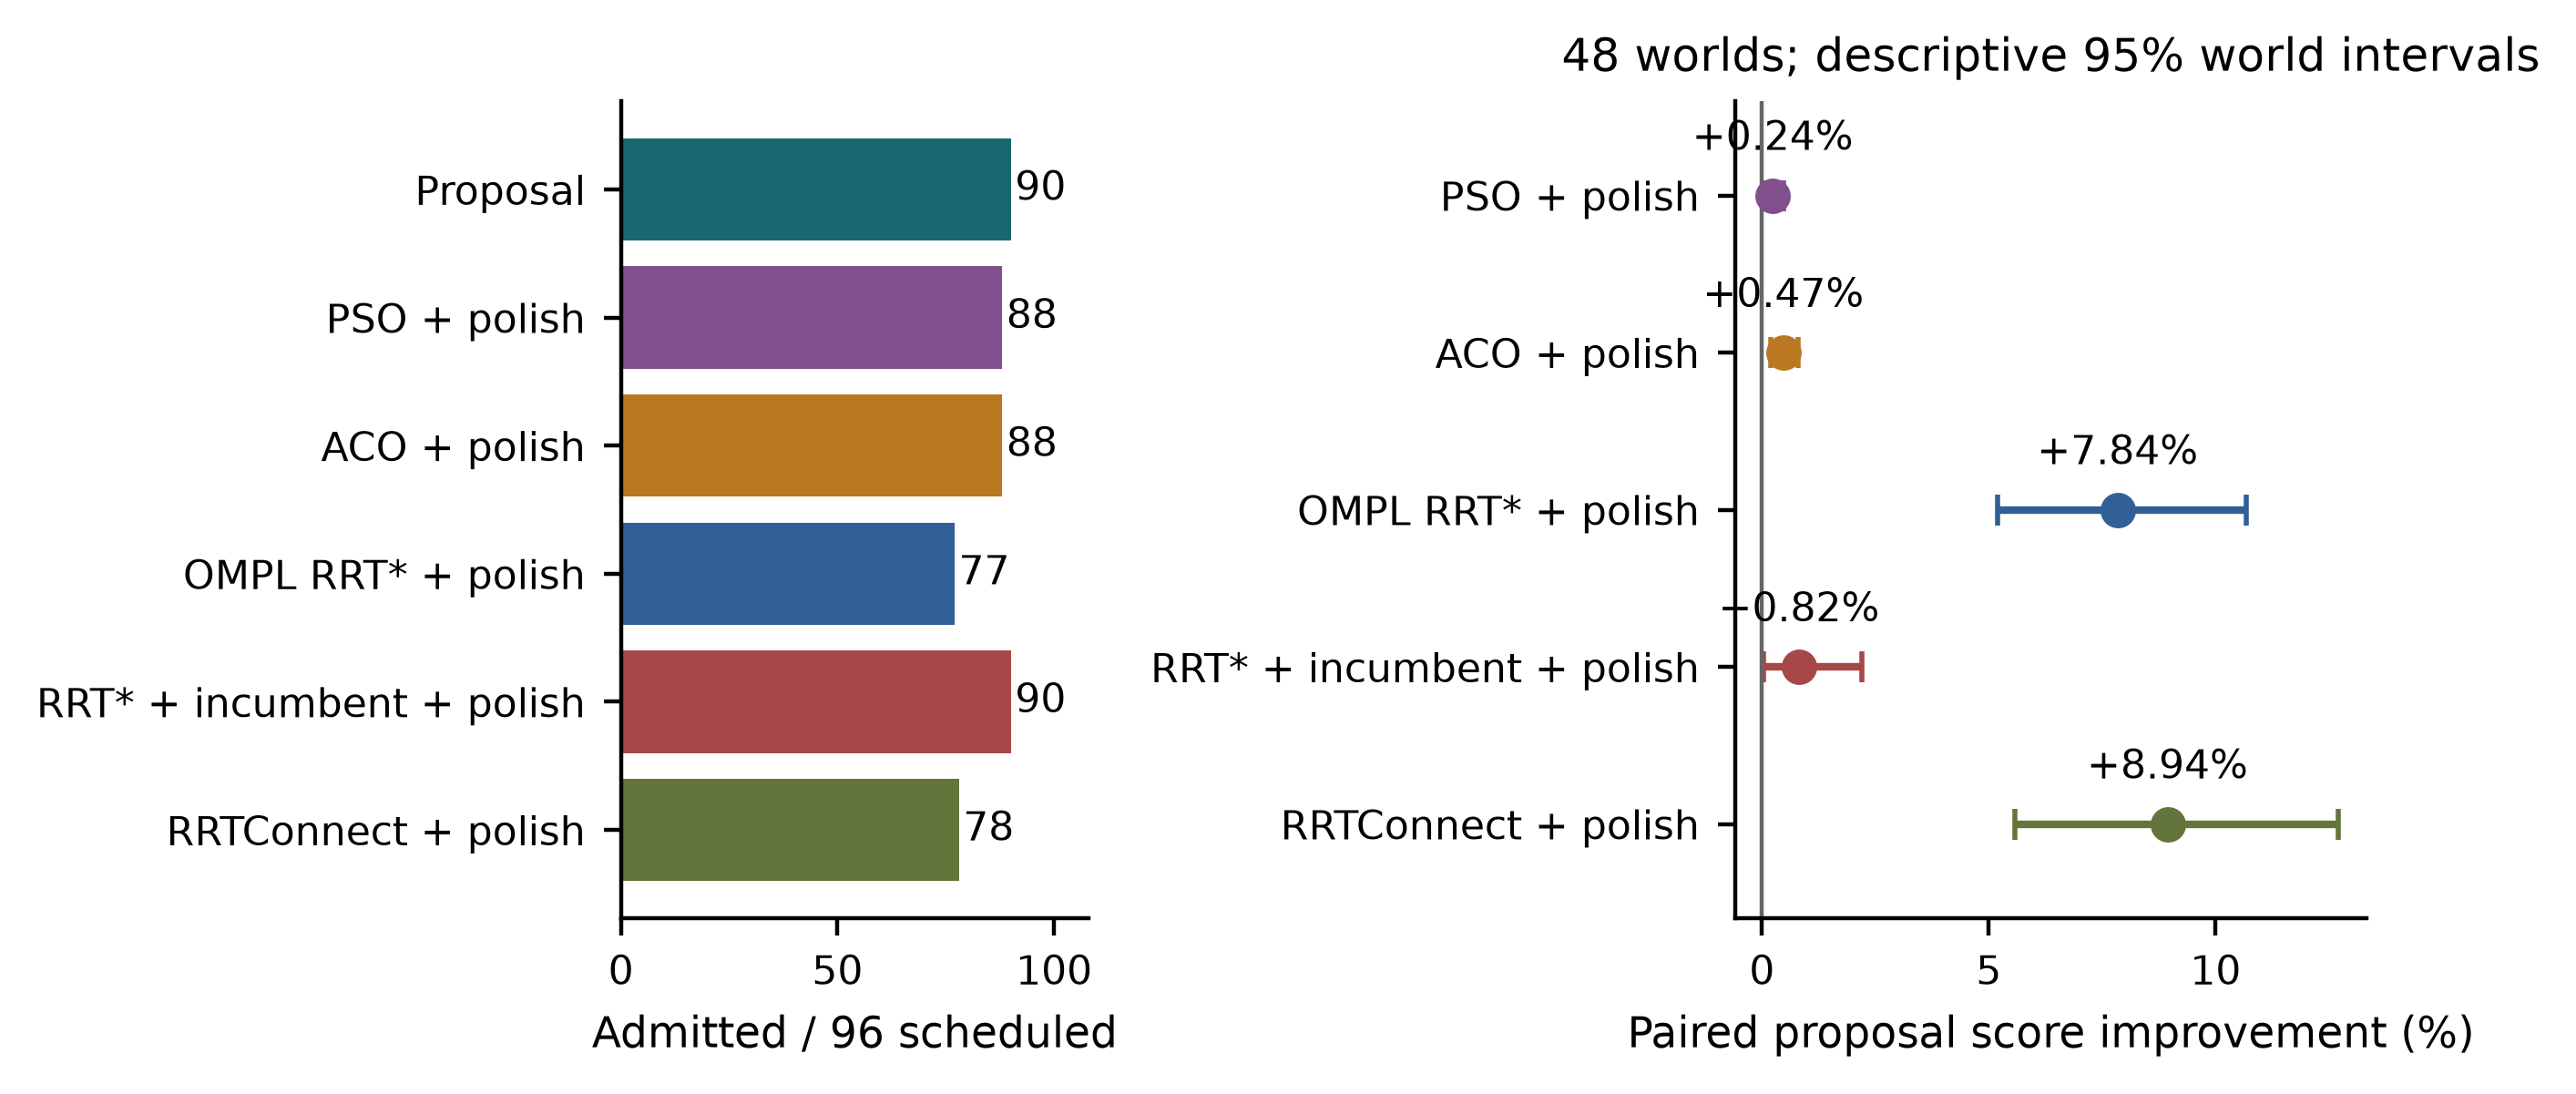 Proposal
PSO + polish
ACO + polish
OMPL RRT* + polish
RRT* + incumbent + polish
RRTConnect + polish
90
88
88
77
90
78
0
50
100
Admitted / 96 scheduled
48 worlds; descriptive 95% world intervals
+0.24%
PSO + polish
+0.47%
ACO + polish
+7.84%
OMPL RRT* + polish
+0.82%
RRT* + incumbent + polish
+8.94%
RRTConnect + polish
0
5
10
Paired proposal score improvement (%)